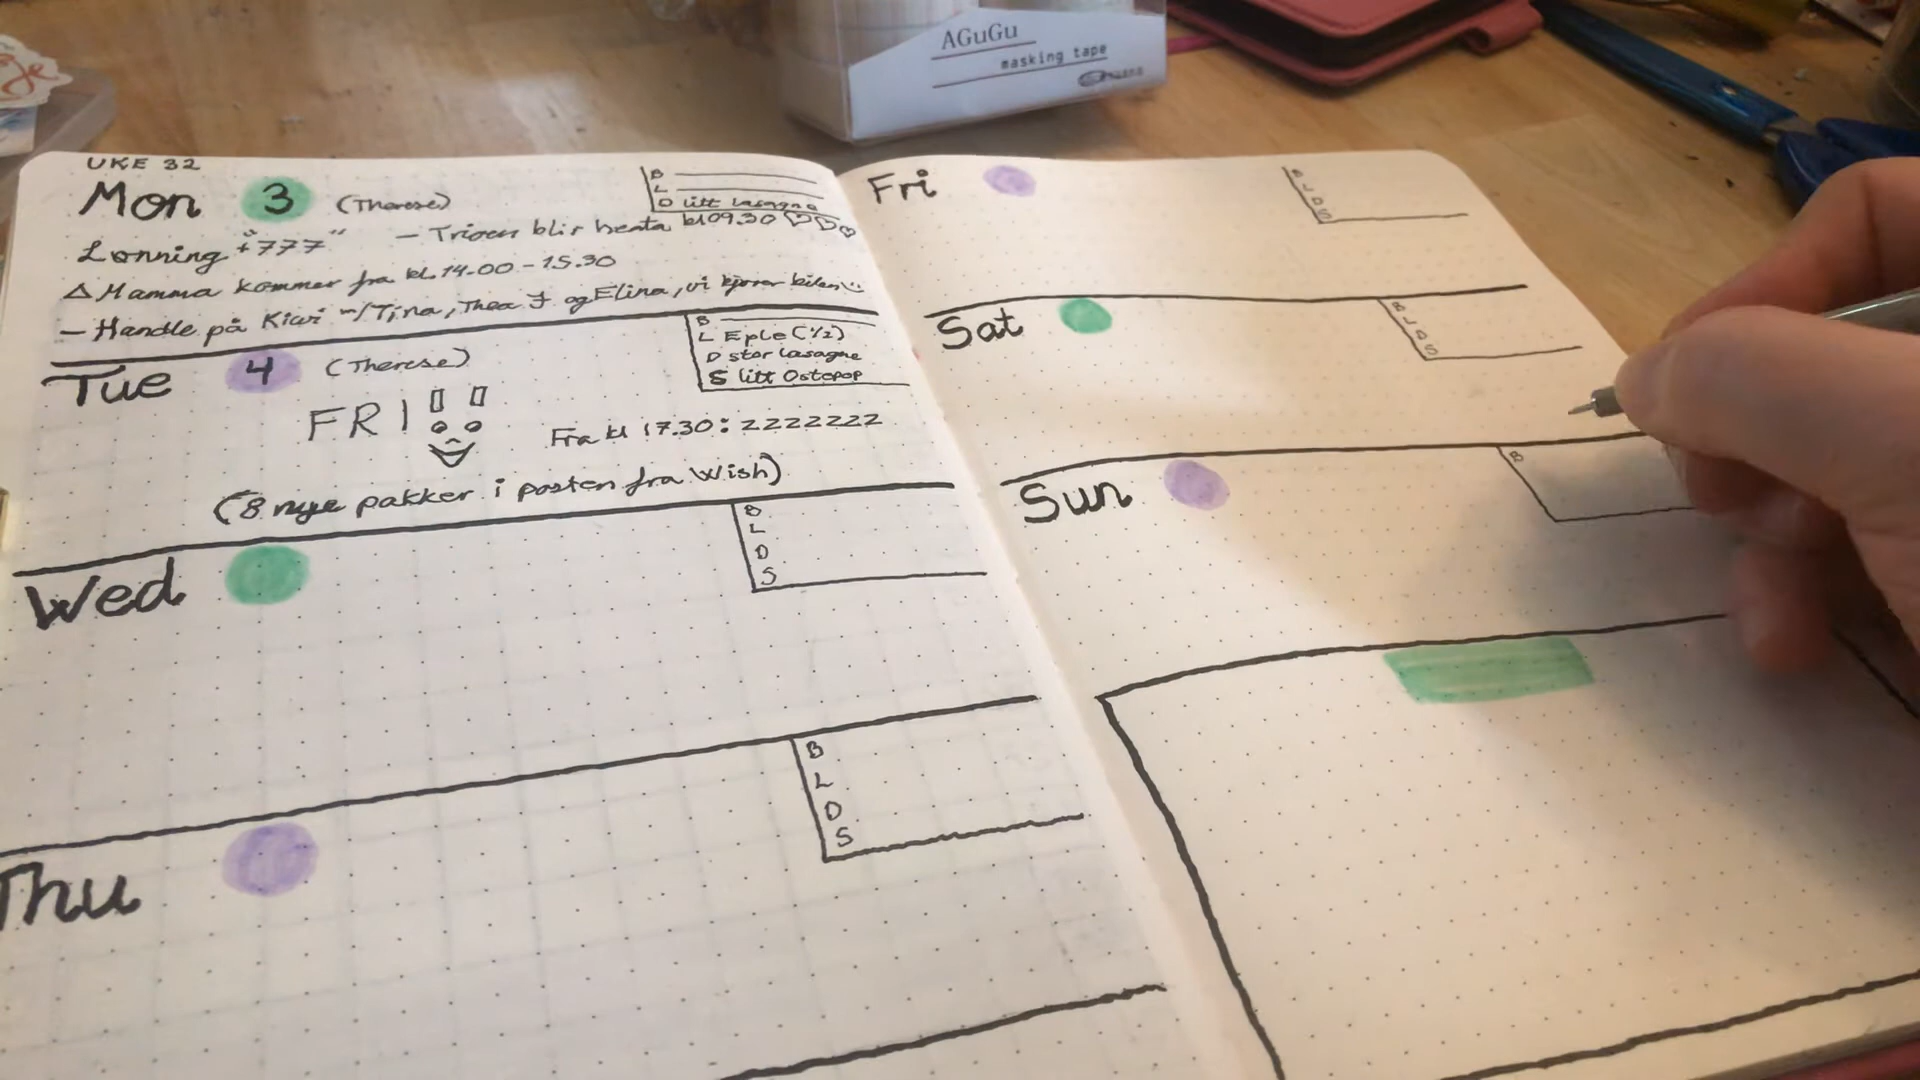 AGuGu
masking tape
UKE 32
Mon 3 (Therese)
B
L
D litt lasagne
Lønning "+777" – Trioen blir henta kl 09.30
△ Mamma kommer fra kl. 14.00 - 15.30
– Handle på Kiwi m/Tina, Thea J og Elina, vi kjører bilen
Tue 4 (Therese)
B
L Eple (1/2)
D stor lasagne
S litt Ostepop
FRI !!
Fra kl 17.30: ZZZZZZZ
(8 nye pakker i posten fra Wish)
Wed
B
L
D
S
Thu
B
L
D
S
Fri
B
L
D
S
Sat
B
L
D
S
Sun
B